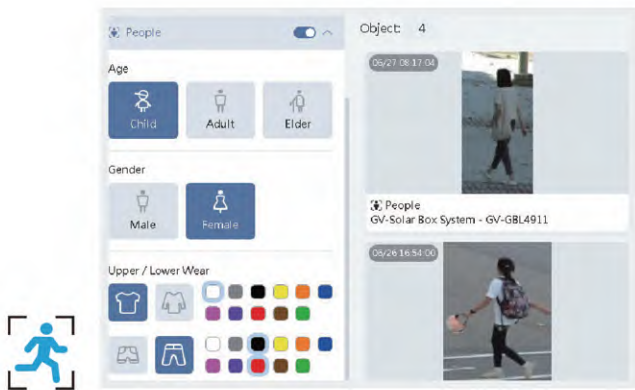 People
Object: 4
Age
06/27 08:17:04
Child
Adult
Elder
Gender
Male
Female
People
GV-Solar Box System - GV-GBL4911
Upper / Lower Wear
06/26 16:54:00